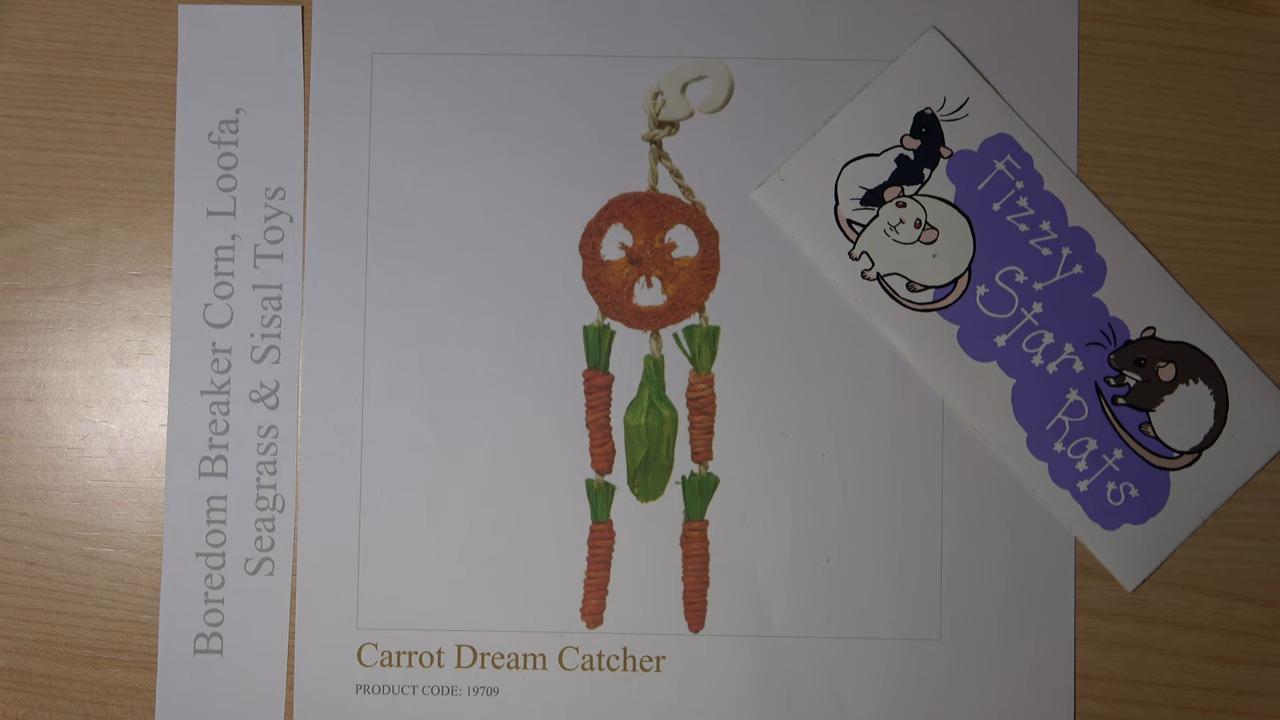 Boredom Breaker Corn, Loofa,
Seagrass & Sisal Toys
Carrot Dream Catcher
PRODUCT CODE: 19709
Fizzy
Star
Rats